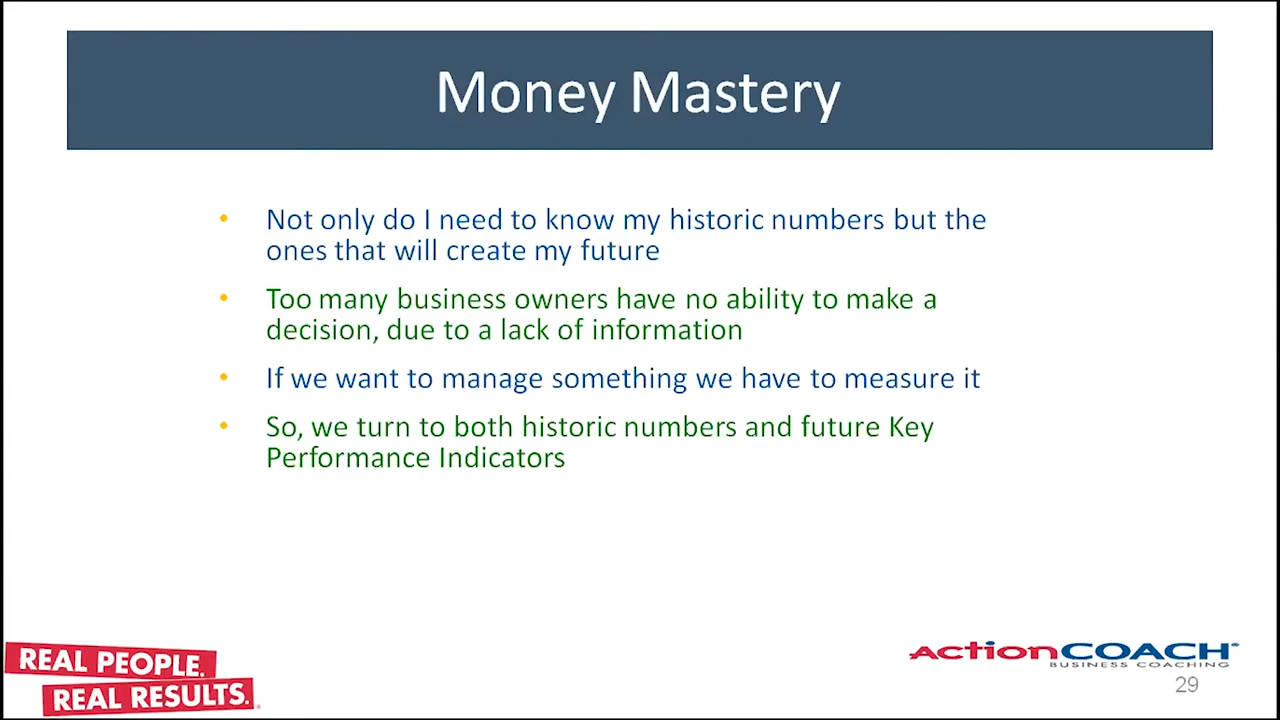 Money Mastery
• Not only do I need to know my historic numbers but the
ones that will create my future
• Too many business owners have no ability to make a
decision, due to a lack of information
• If we want to manage something we have to measure it
• So, we turn to both historic numbers and future Key
Performance Indicators
REAL PEOPLE.
REAL RESULTS.
ActionCOACH
BUSINESS COACHING
29